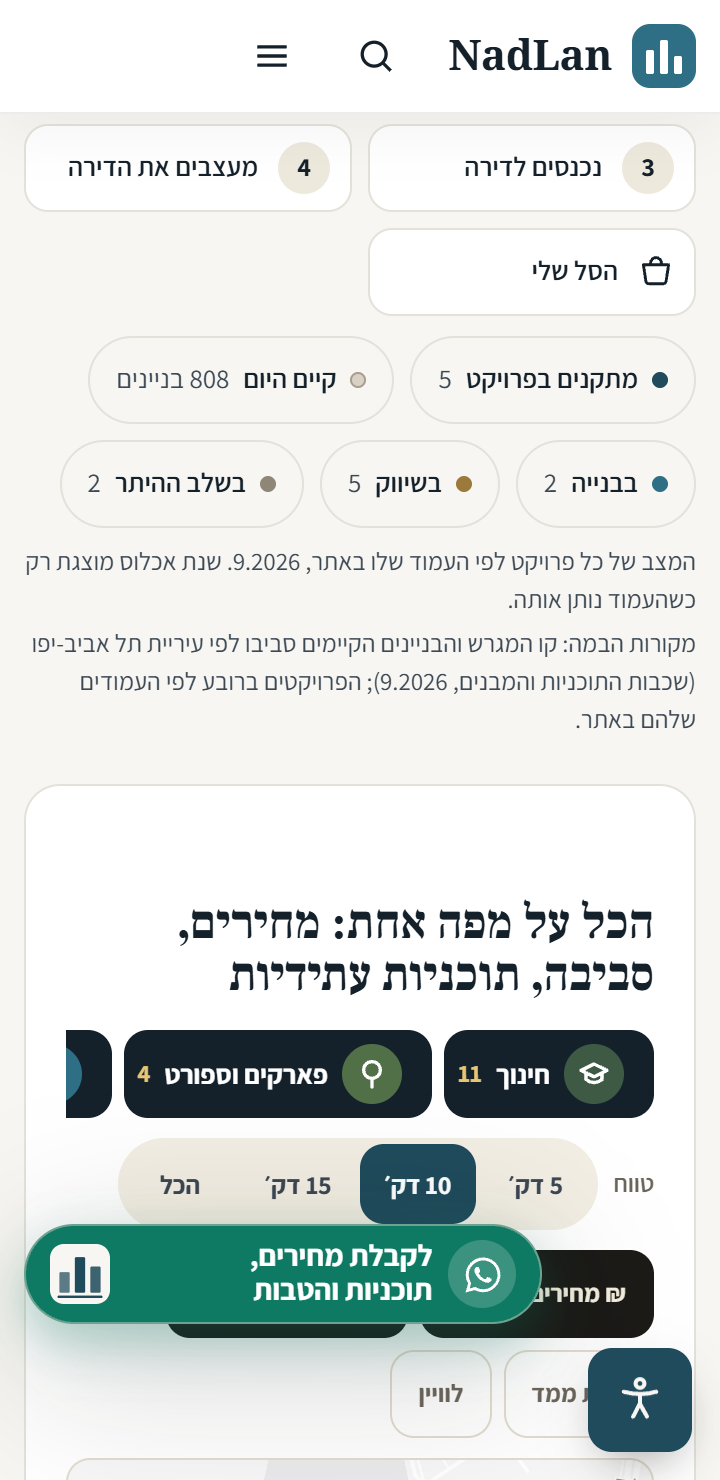 NadLan
3 נכנסים לדירה
4 מעצבים את הדירה
הסל שלי
מתקנים בפרויקט 5
קיים היום 808 בניינים
בבנייה 2
בשיווק 5
בשלב ההיתר 2
המצב של כל פרויקט לפי העמוד שלו באתר, 9.2026. שנת אכלוס מוצגת רק
כשהעמוד נותן אותה.
מקורות הבמה: קו המגרש והבניינים הקיימים סביבו לפי עיריית תל אביב-יפו
(שכבות התוכניות והמבנים, 9.2026); הפרויקטים ברובע לפי העמודים
שלהם באתר.
הכל על מפה אחת: מחירים,
סביבה, תוכניות עתידיות
חינוך 11
פארקים וספורט 4
טווח
5 דק׳
10 דק׳
15 דק׳
הכל
לקבלת מחירים,
תוכניות והטבות
₪ מחירים
ממד
לוויין